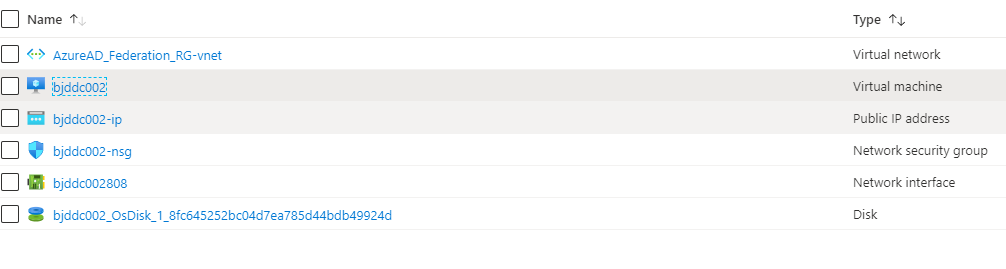 Name ↑↓ Type ↑↓
AzureAD_Federation_RG-vnet Virtual network
bjddc002 Virtual machine
bjddc002-ip Public IP address
bjddc002-nsg Network security group
bjddc002808 Network interface
bjddc002_OsDisk_1_8fc645252bc04d7ea785d44bdb49924d Disk